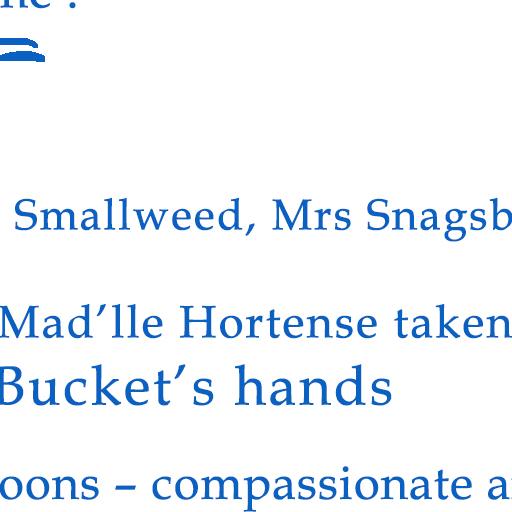 Smallweed, Mrs Snagsb
Mad’lle Hortense taken
Bucket’s hands
oons – compassionate a